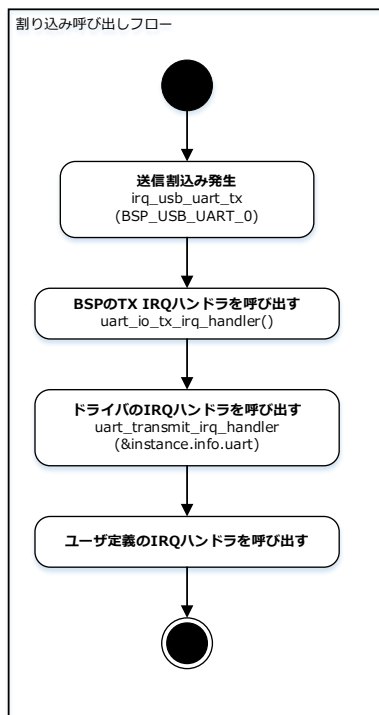 割り込み呼び出しフロー
送信割込み発生
irq_usb_uart_tx
(BSP_USB_UART_0)
BSPのTX IRQハンドラを呼び出す
uart_io_tx_irq_handler()
ドライバのIRQハンドラを呼び出す
uart_transmit_irq_handler
(&instance.info.uart)
ユーザ定義のIRQハンドラを呼び出す